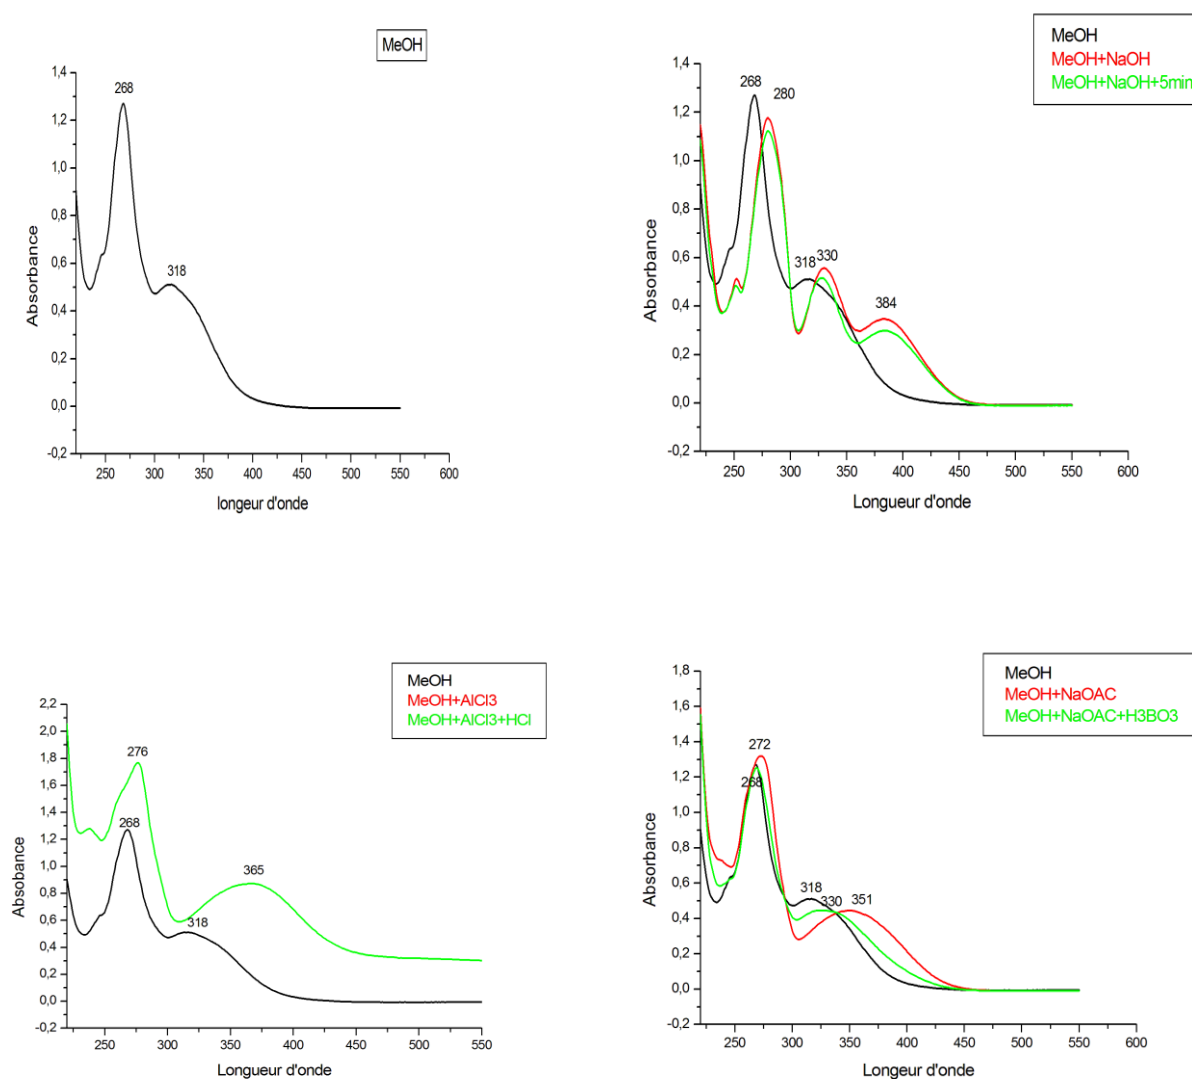 MeOH
1,4
1,2
1,0
0,8
0,6
0,4
0,2
0,0
-0,2
268
318
Absorbance
250 300 350 400 450 500 550 600
longeur d'onde
MeOH
MeOH+NaOH
MeOH+NaOH+5min
1,4
1,2
1,0
0,8
0,6
0,4
0,2
0,0
-0,2
268
280
318 330
384
Absorbance
250 300 350 400 450 500 550 600
Longueur d'onde
MeOH
MeOH+AlCl3
MeOH+AlCl3+HCl
2,2
2,0
1,8
1,6
1,4
1,2
1,0
0,8
0,6
0,4
0,2
0,0
-0,2
276
268
365
318
Absobance
250 300 350 400 450 500 550
Longueur d'onde
MeOH
MeOH+NaOAC
MeOH+NaOAC+H3BO3
1,8
1,6
1,4
1,2
1,0
0,8
0,6
0,4
0,2
0,0
-0,2
272
268
318
330 351
Absorbance
250 300 350 400 450 500 550 600
Longueur d'onde